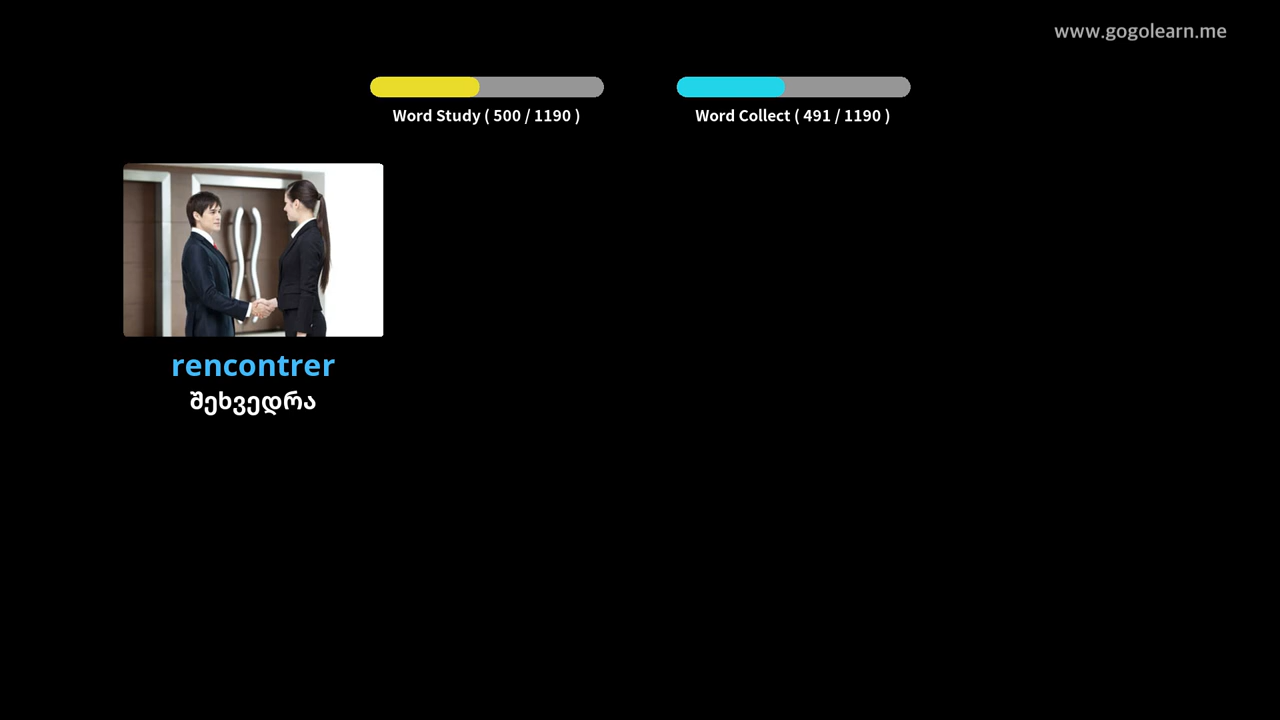 www.gogolearn.me
Word Study ( 500 / 1190 )
Word Collect ( 491 / 1190 )
rencontrer
შეხვედრა